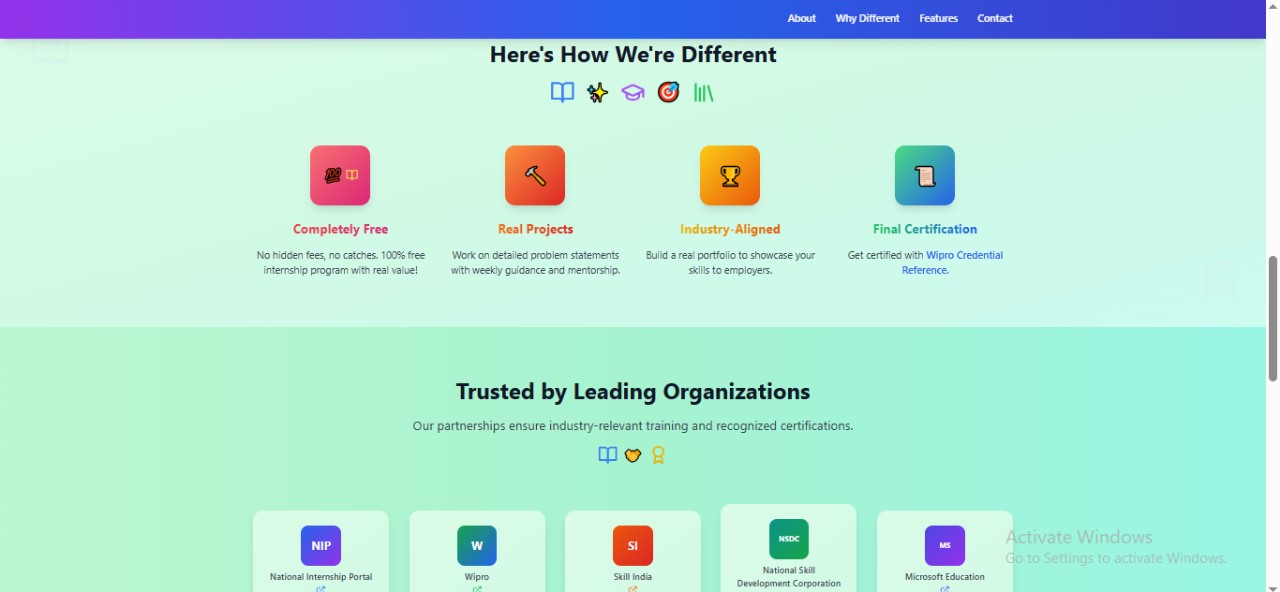 About Why Different Features Contact
Here's How We're Different
Completely Free
No hidden fees, no catches. 100% free
internship program with real value!
Real Projects
Work on detailed problem statements
with weekly guidance and mentorship.
Industry-Aligned
Build a real portfolio to showcase your
skills to employers.
Final Certification
Get certified with Wipro Credential
Reference.
Trusted by Leading Organizations
Our partnerships ensure industry-relevant training and recognized certifications.
NIP
National Internship Portal
W
Wipro
SI
Skill India
NSDC
National Skill
Development Corporation
MS
Microsoft Education
Activate Windows
Go to Settings to activate Windows.